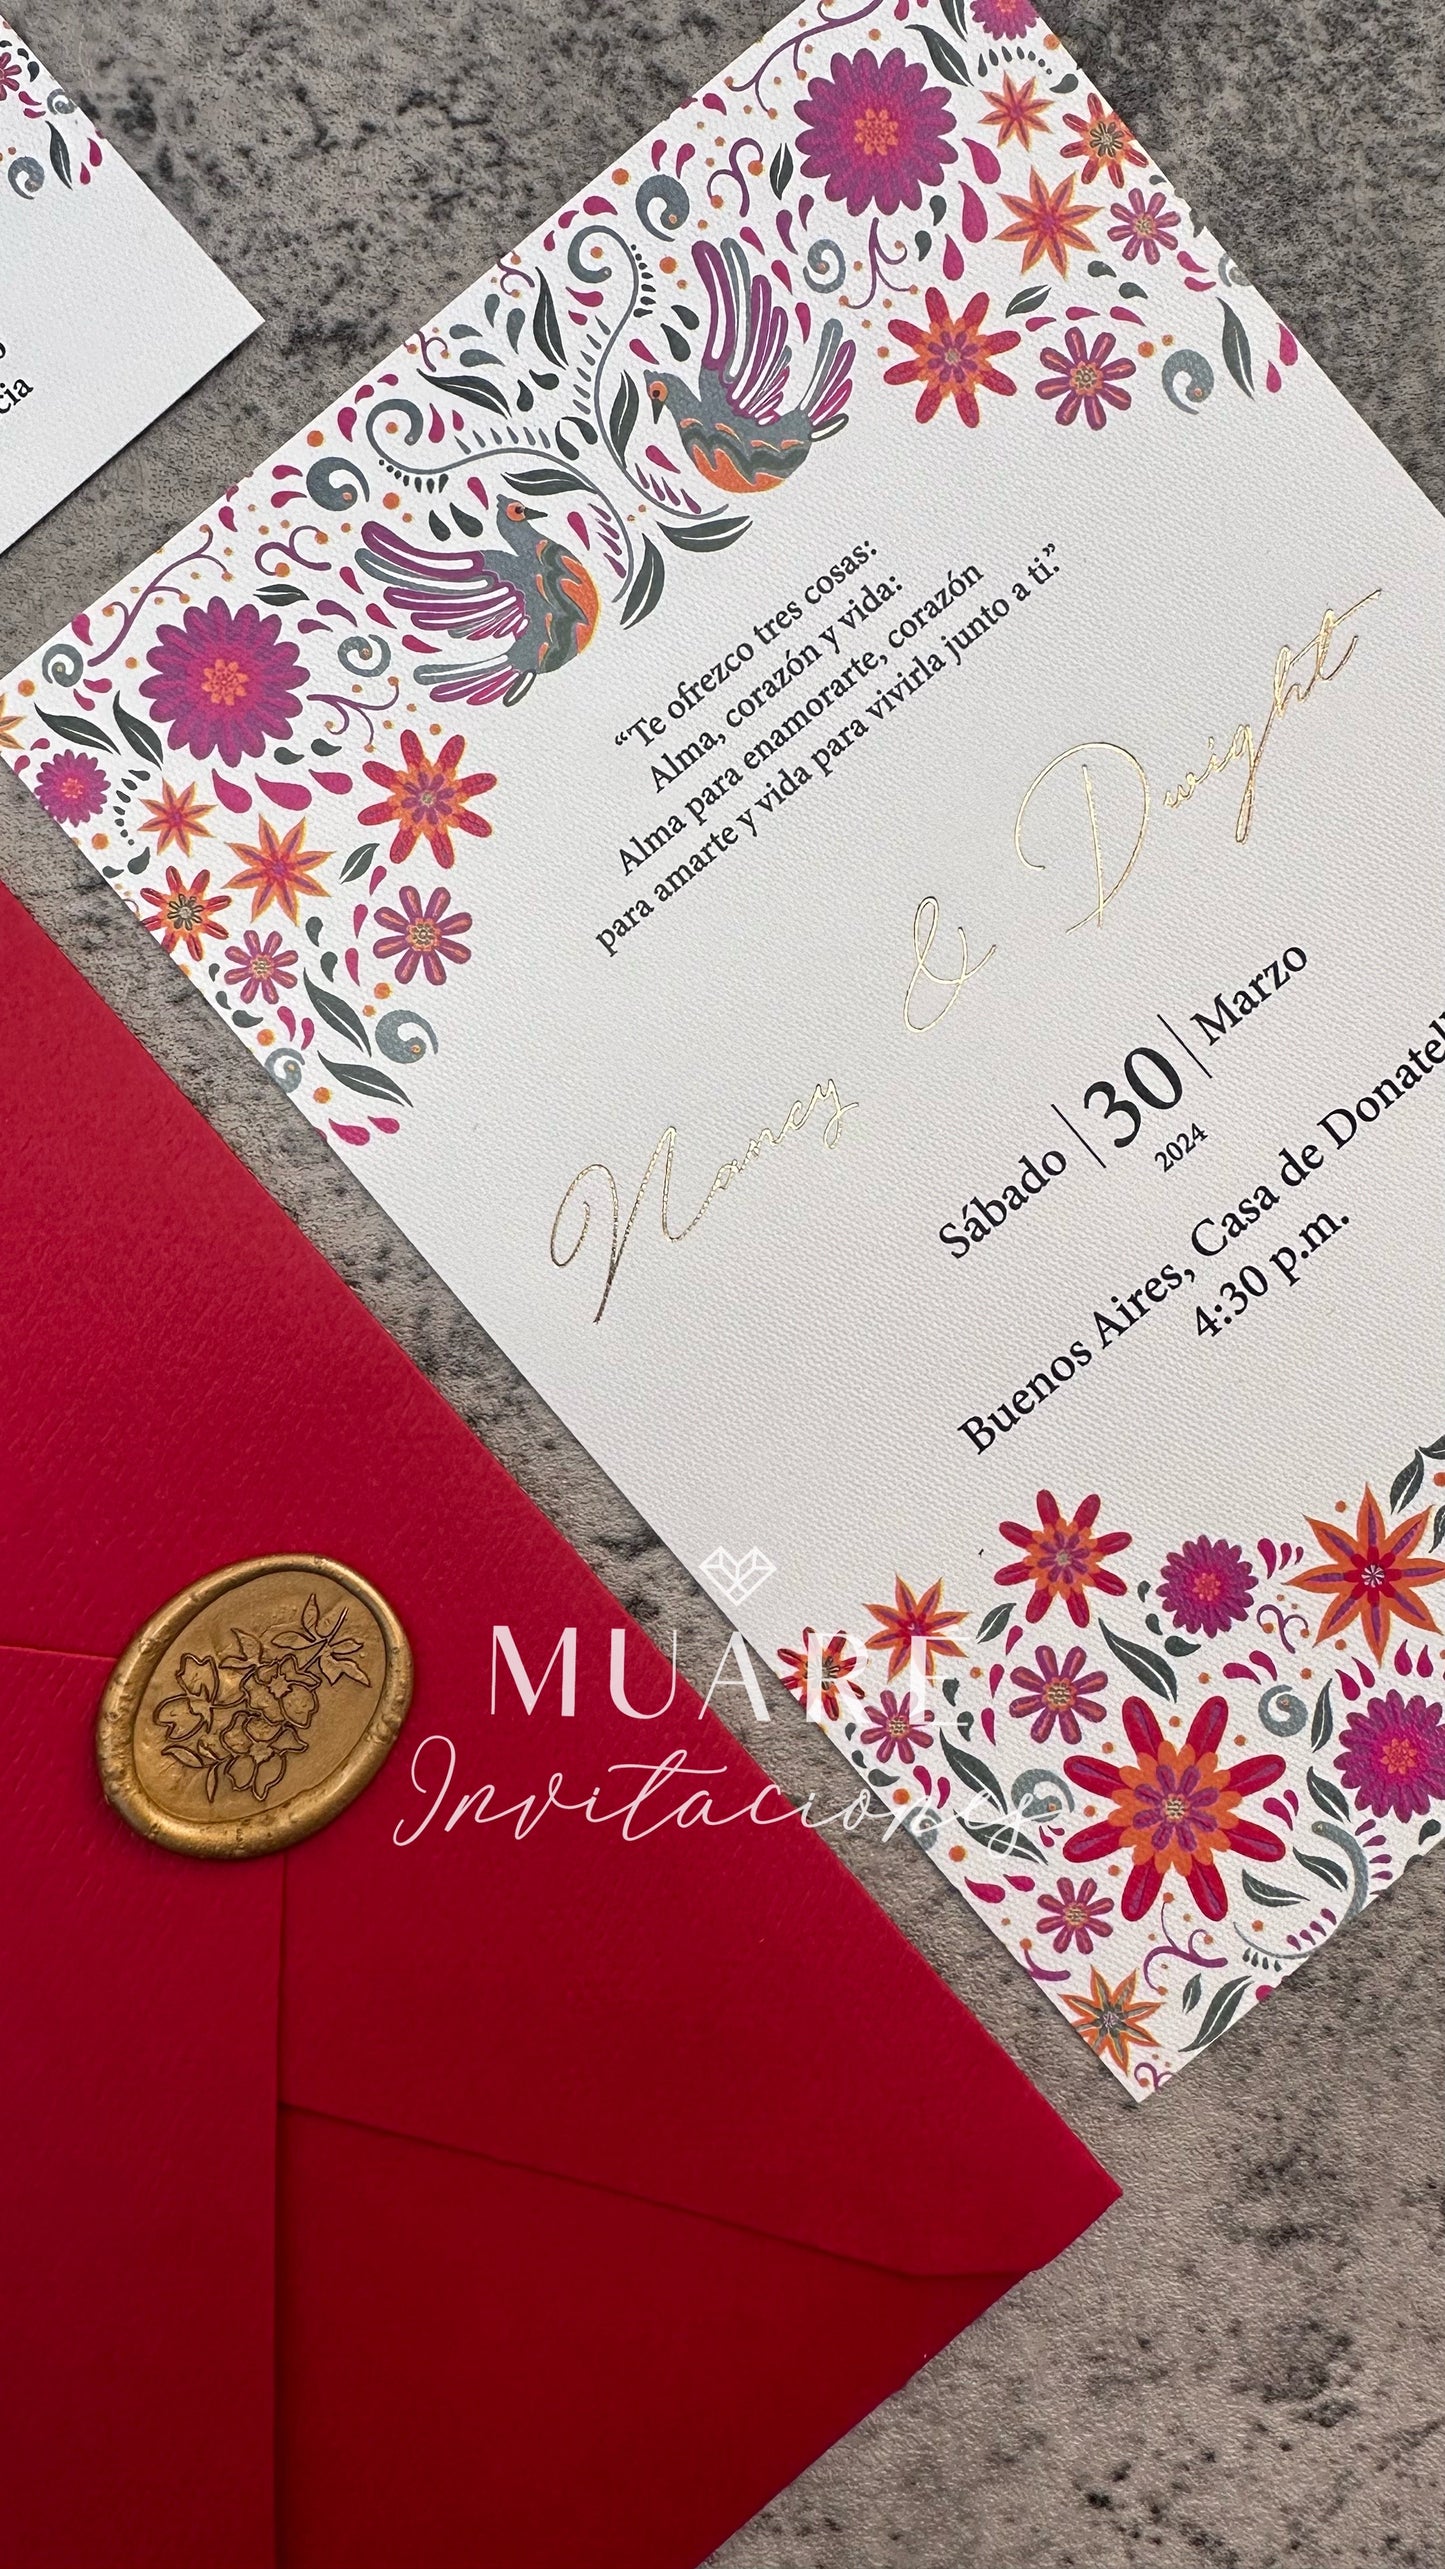 “Te ofrezco tres cosas:
Alma, corazón y vida:
Alma para enamorarte, corazón
para amarte y vida para vivirla junto a ti.”
Nancy & Dwight
Sábado | 30 | Marzo
2024
Buenos Aires, Casa de
4:30 p.m.
MUARE
Invitaciones